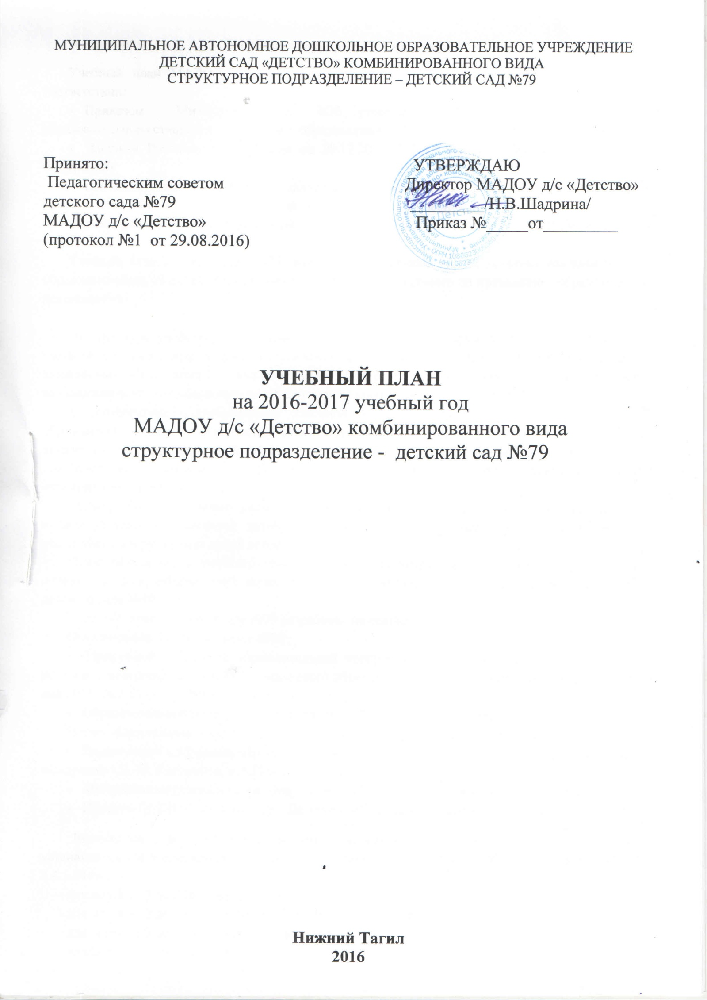 МУНИЦИПАЛЬНОЕ АВТОНОМНОЕ ДОШКОЛЬНОЕ ОБРАЗОВАТЕЛЬНОЕ УЧРЕЖДЕНИЕ
ДЕТСКИЙ САД «ДЕТСТВО» КОМБИНИРОВАННОГО ВИДА
СТРУКТУРНОЕ ПОДРАЗДЕЛЕНИЕ – ДЕТСКИЙ САД №79
Принято:
Педагогическим советом
детского сада №79
МАДОУ д/с «Детство»
(протокол №1 от 29.08.2016)
УТВЕРЖДАЮ
Директор МАДОУ д/с «Детство»
__________/Н.В.Шадрина/
Приказ №_____от_________
МАДОУ
«Детство»
УЧЕБНЫЙ ПЛАН
на 2016-2017 учебный год
МАДОУ д/с «Детство» комбинированного вида
структурное подразделение - детский сад №79
Нижний Тагил
2016